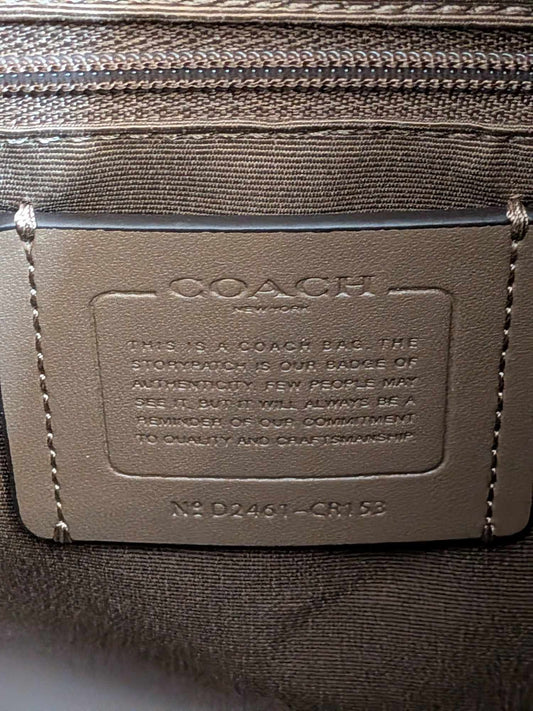 COACH
NEW YORK
THIS IS A COACH BAG. THE
STORYPATCH IS OUR BADGE OF
AUTHENTICITY. FEW PEOPLE MAY
SEE IT, BUT IT WILL ALWAYS BE A
REMINDER OF OUR COMMITMENT
TO QUALITY AND CRAFTSMANSHIP.
Nº D2461-CR153